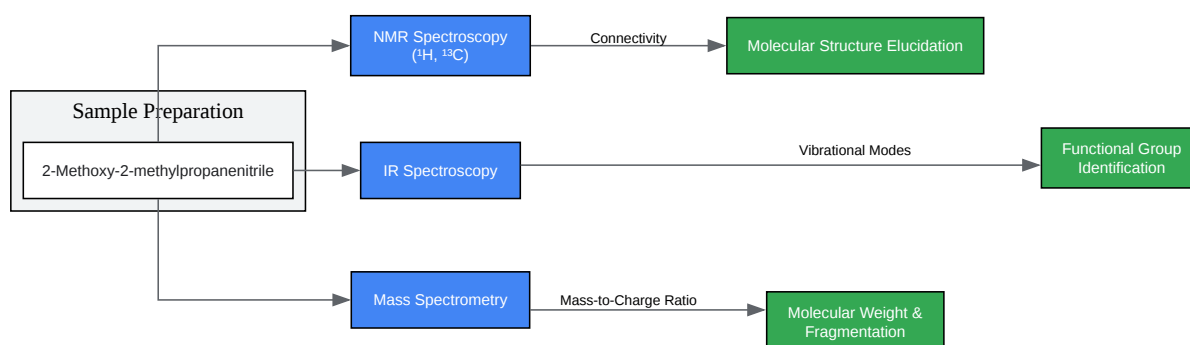 NMR Spectroscopy
(¹H, ¹³C)
Connectivity
Molecular Structure Elucidation
Sample Preparation
2-Methoxy-2-methylpropanenitrile
IR Spectroscopy
Vibrational Modes
Functional Group
Identification
Mass Spectrometry
Mass-to-Charge Ratio
Molecular Weight &
Fragmentation